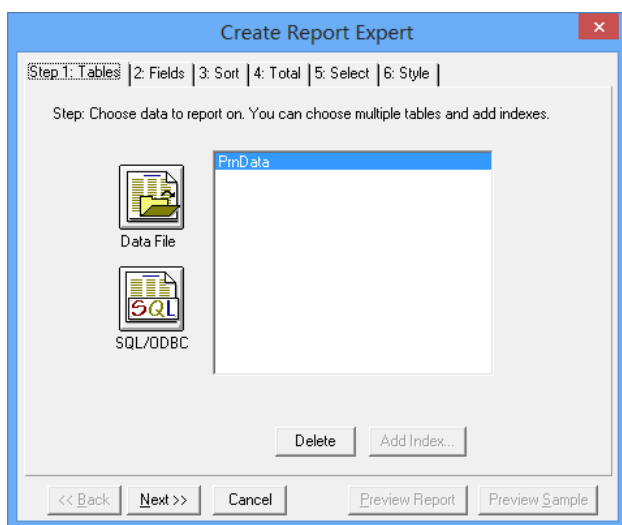 Create Report Expert
Step 1: Tables 2: Fields 3: Sort 4: Total 5: Select 6: Style
Step: Choose data to report on. You can choose multiple tables and add indexes.
PrnData
Data File
SQL
SQL/ODBC
Delete Add Index...
<< Back Next >> Cancel Preview Report Preview Sample